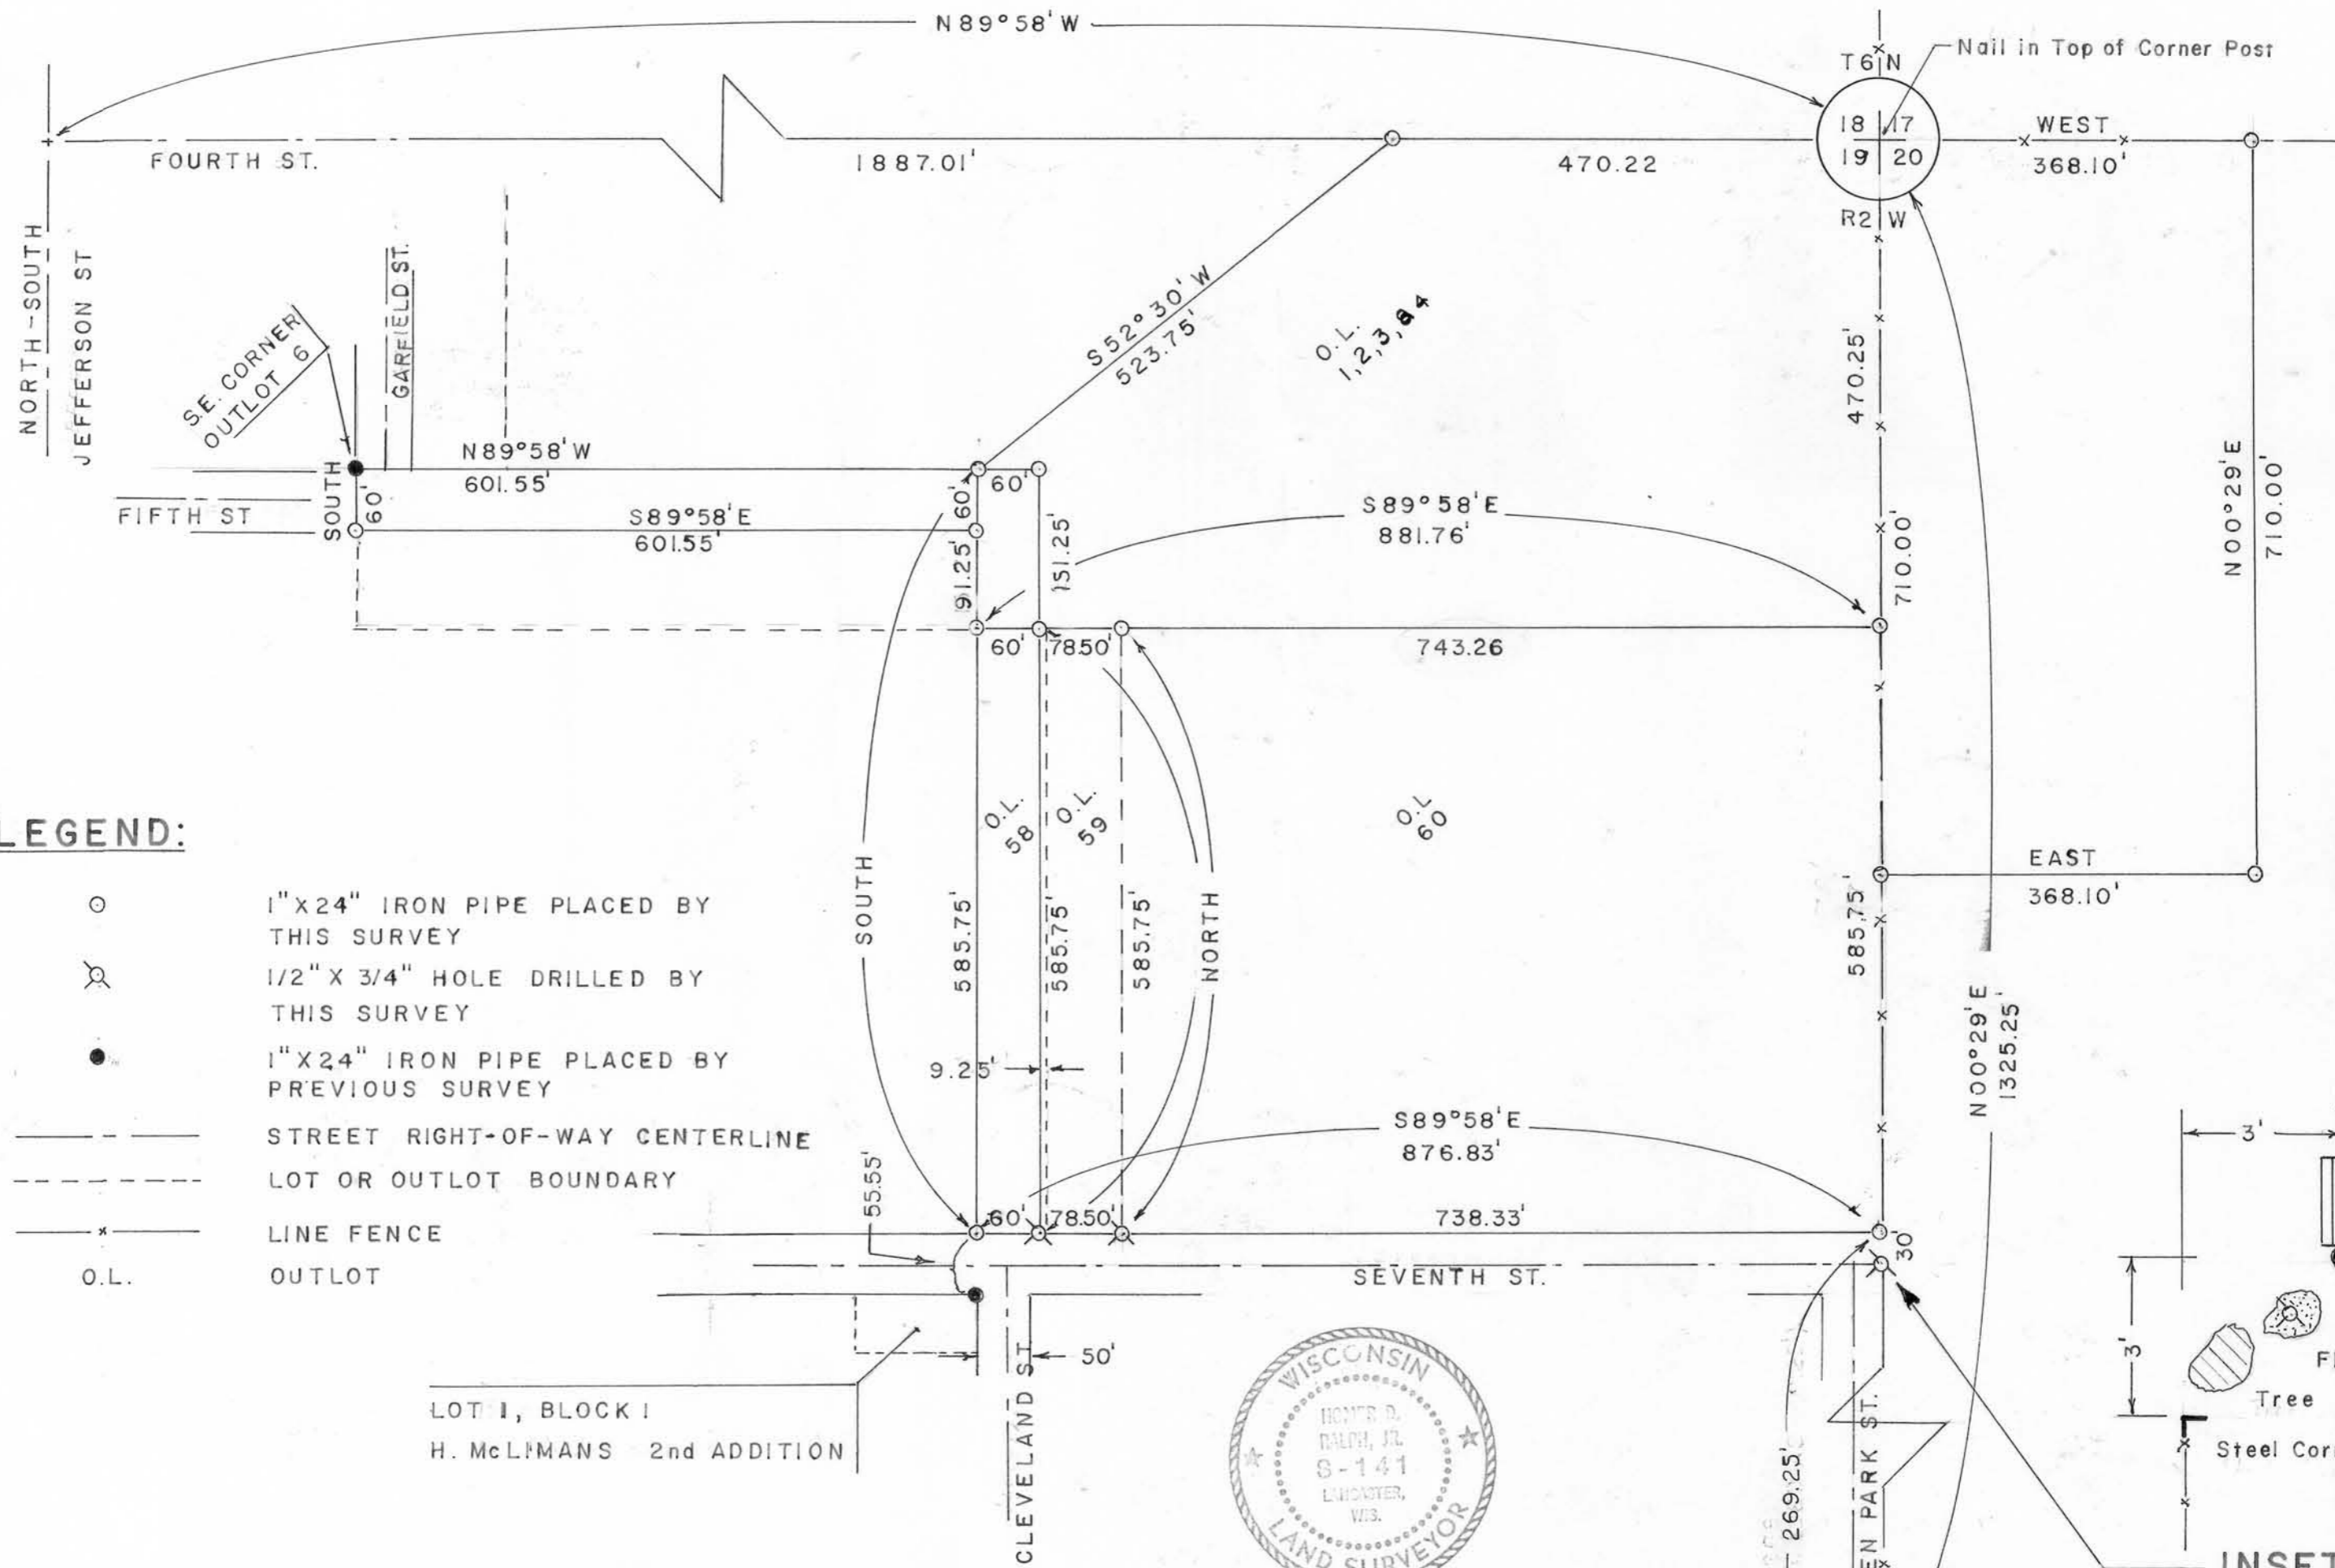 N89°58'W
T6 N
Nail in Top of Corner Post
18 17
19 20
R2 W
WEST
368.10'
FOURTH ST.
1887.01'
470.22
NORTH-SOUTH
JEFFERSON ST
S.E. CORNER
OUTLOT 6
GARFIELD ST.
S52°30'W
523.75'
O.L.
1,2,3,&4
470.25'
710.00'
N00°29'E
710.00'
N89°58'W
601.55'
SOUTH
60'
FIFTH ST
S89°58'E
601.55'
60'
60'
91.25'
151.25'
S89°58'E
881.76'
60'
78.50'
743.26
O.L.
58
O.L.
59
O.L.
60
SOUTH
585.75'
585.75'
585.75'
NORTH
585.75'
EAST
368.10'
N00°29'E
1325.25'
9.25'
LEGEND:
1"X24" IRON PIPE PLACED BY
THIS SURVEY
1/2" X 3/4" HOLE DRILLED BY
THIS SURVEY
1"X24" IRON PIPE PLACED BY
PREVIOUS SURVEY
STREET RIGHT-OF-WAY CENTERLINE
LOT OR OUTLOT BOUNDARY
LINE FENCE
O.L.
OUTLOT
55.55'
S89°58'E
876.83'
60'
78.50'
738.33'
30'
SEVENTH ST.
50'
CLEVELAND ST
LOT 1, BLOCK 1
H. McLIMANS 2nd ADDITION
WISCONSIN
HOMER D.
RALPH, JR.
S-141
LANCASTER,
WIS.
LAND SURVEYOR
269.25'
EN PARK ST.
3'
3'
Tree
Steel Cor
INSET